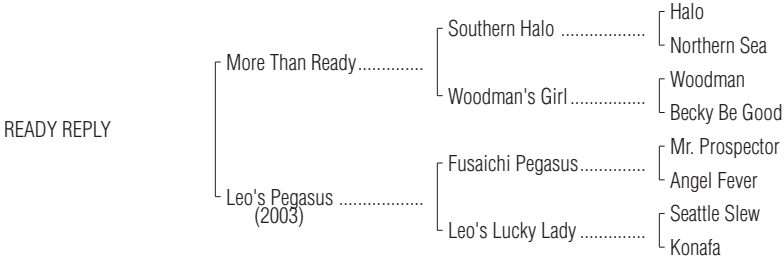 Halo
Southern Halo ...................
Northern Sea
More Than Ready..............
Woodman
Woodman's Girl ................
Becky Be Good
READY REPLY
Mr. Prospector
Fusaichi Pegasus..............
Angel Fever
Leo's Pegasus ..................
(2003)
Seattle Slew
Leo's Lucky Lady ..............
Konafa